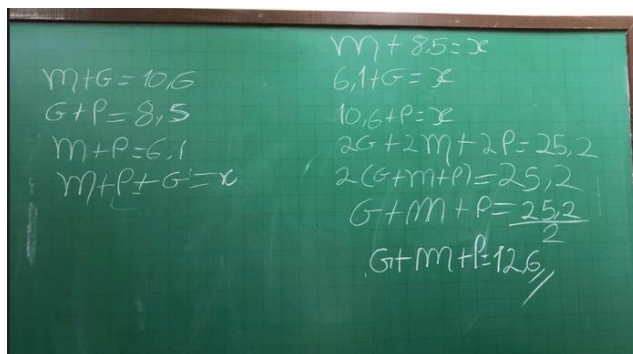 m+G=10,6
G+P=8,5
m+P=6,1
m+P+G=x
m+8,5=x
6,1+G=x
10,6+P=x
2G+2m+2P=25,2
2(G+m+P)=25,2
G+m+P=25,2
2
G+m+P=12,6//